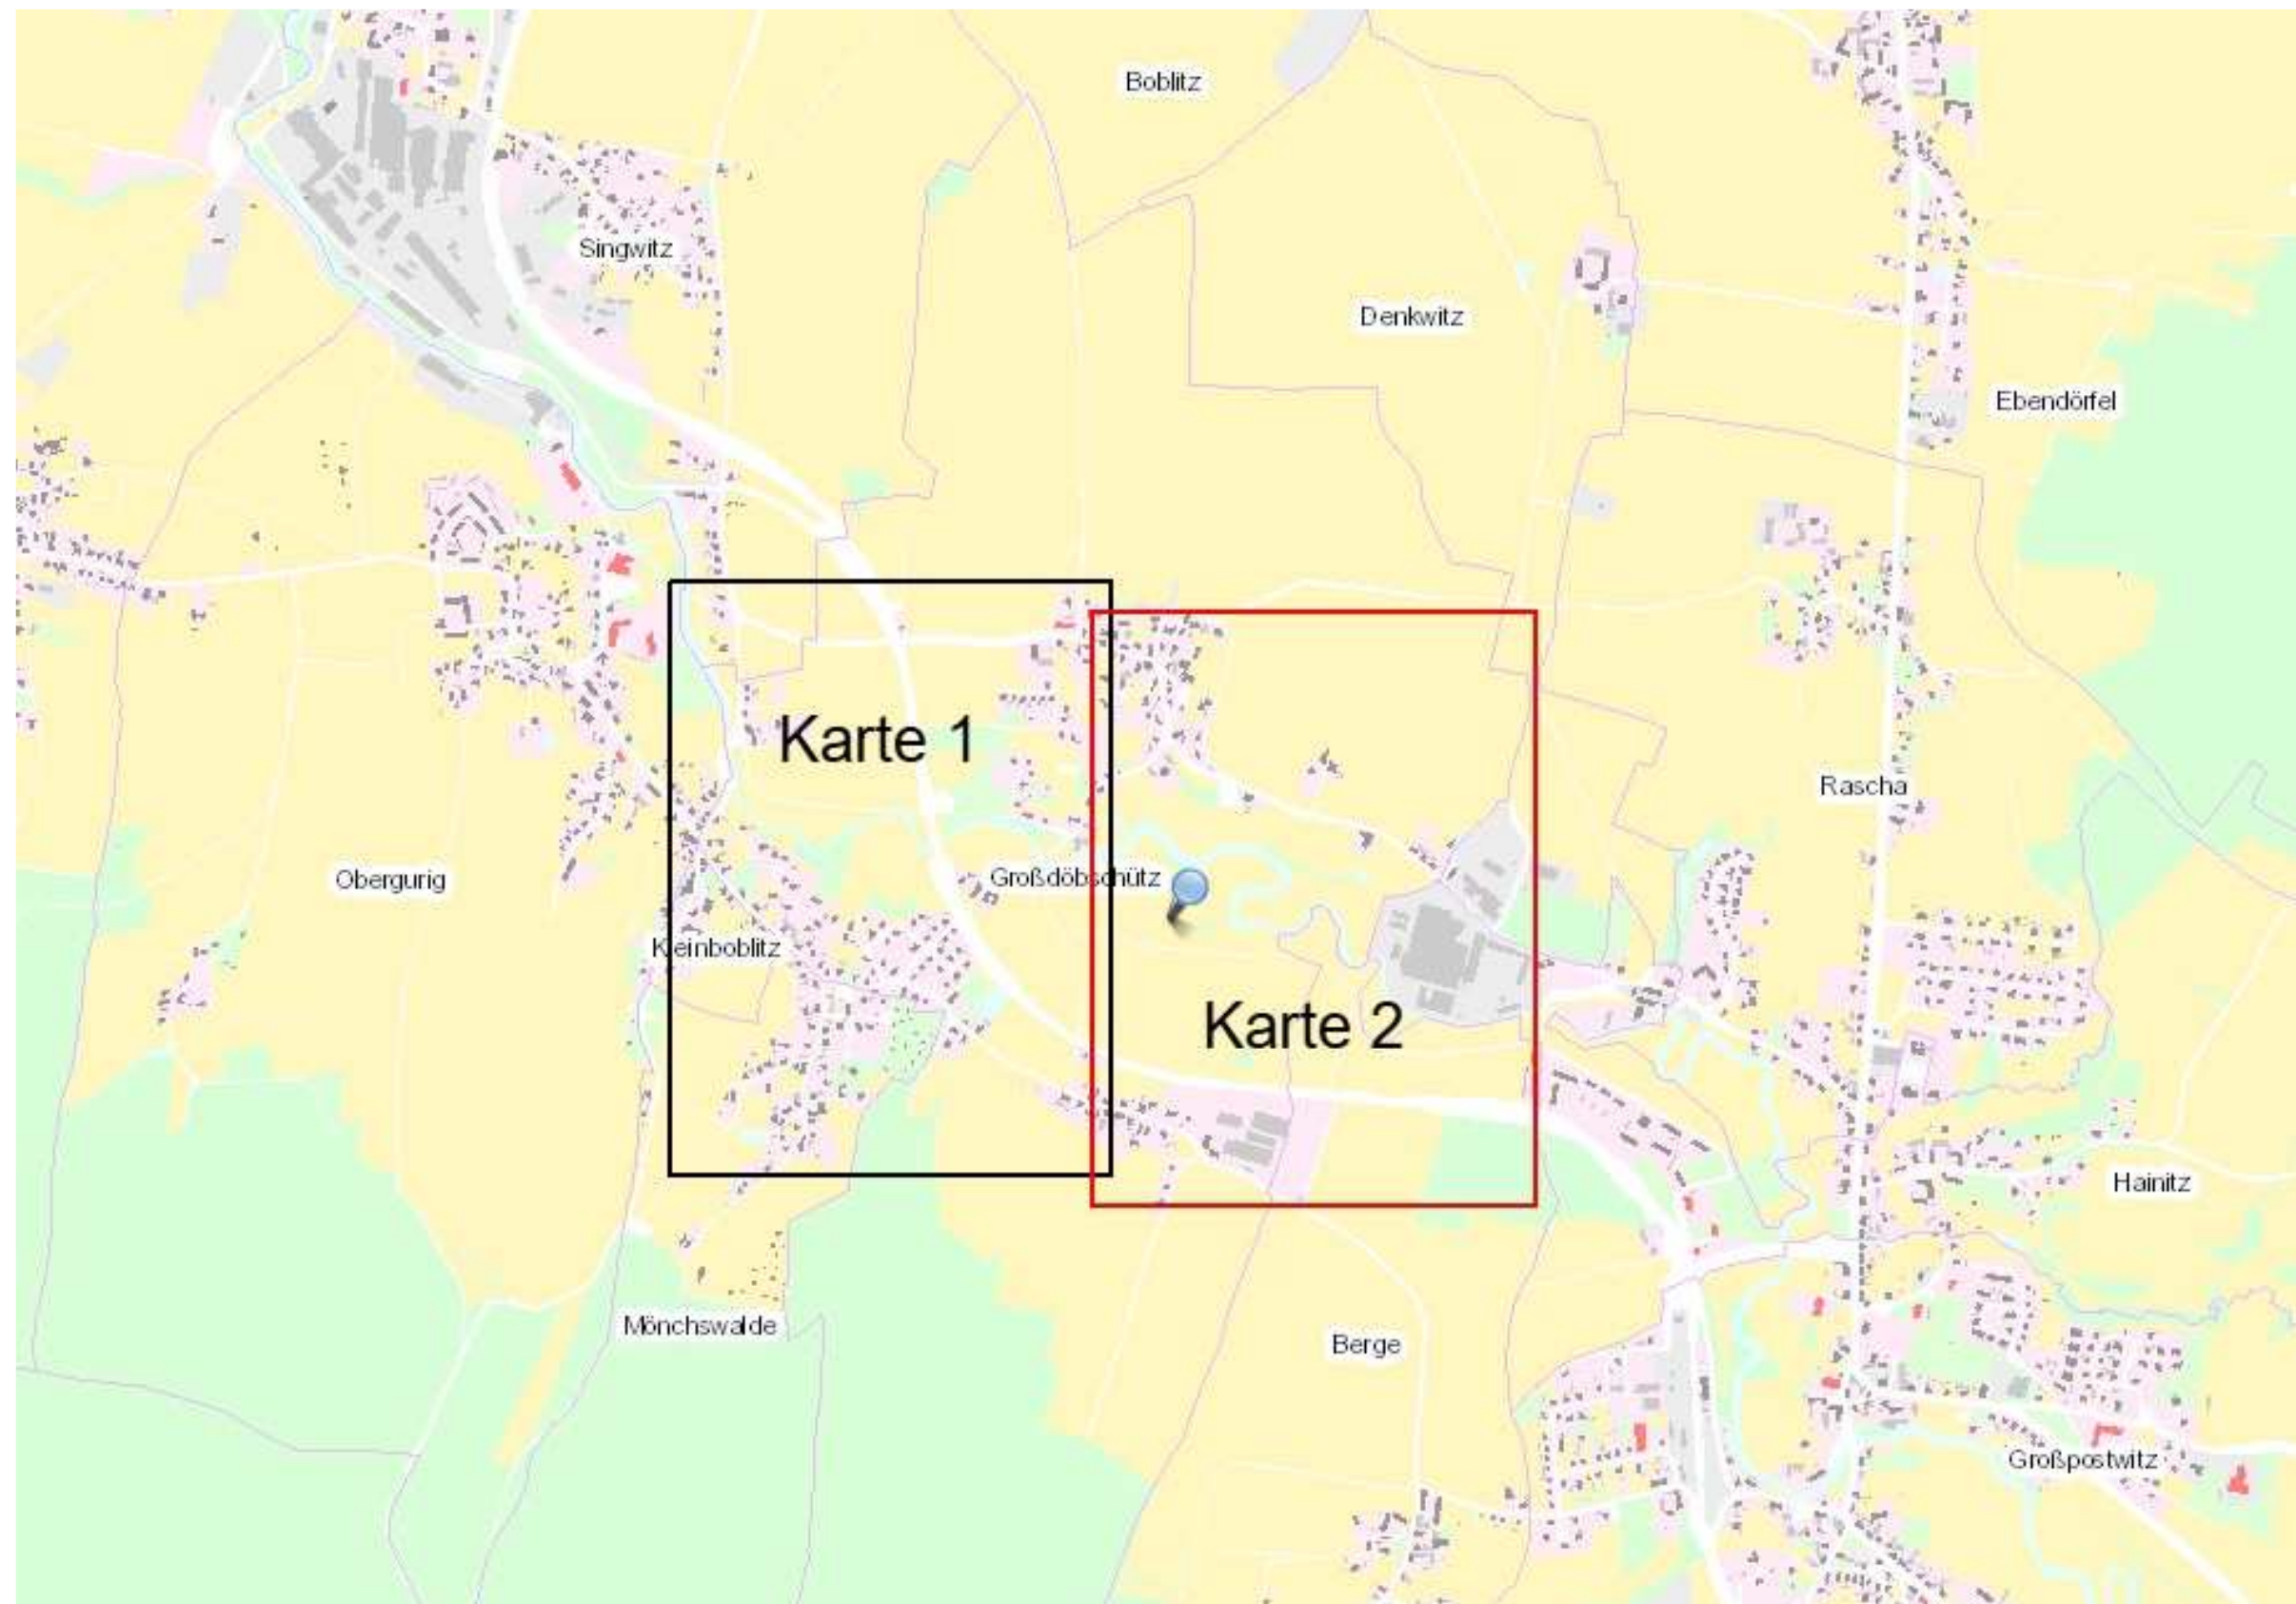 Boblitz
Singwitz
Denkwitz
Ebendörfel
Karte 1
Rascha
Obergurig
Großdöbschütz
Kleinboblitz
Karte 2
Hainitz
Mönchswalde
Berge
Großpostwitz